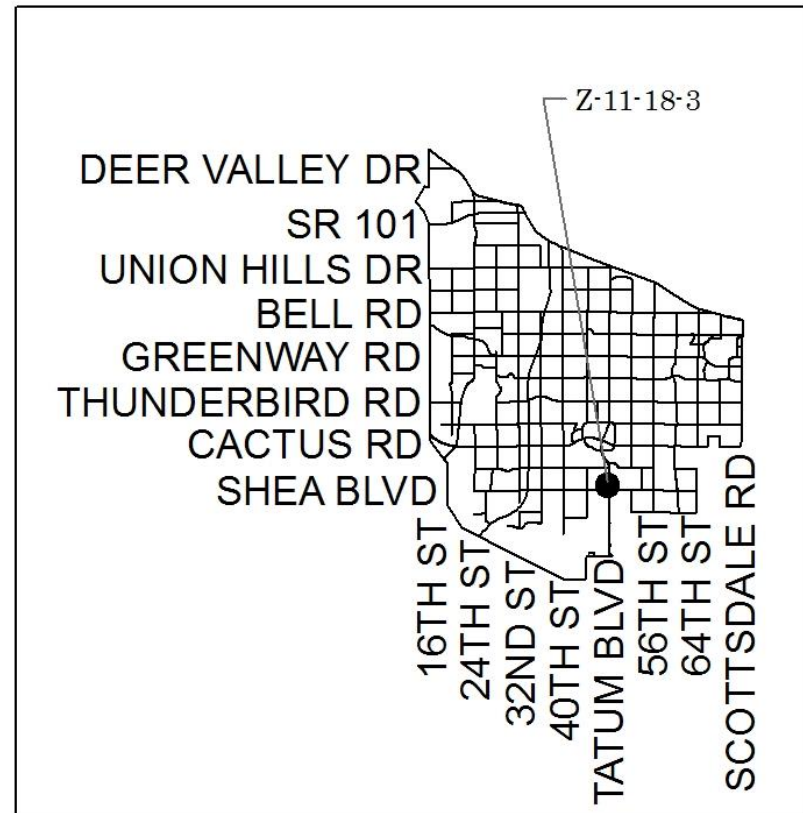 Z-11-18-3
DEER VALLEY DR
SR 101
UNION HILLS DR
BELL RD
GREENWAY RD
THUNDERBIRD RD
CACTUS RD
SHEA BLVD
16TH ST
24TH ST
32ND ST
40TH ST
TATUM BLVD
56TH ST
64TH ST
SCOTTSDALE RD